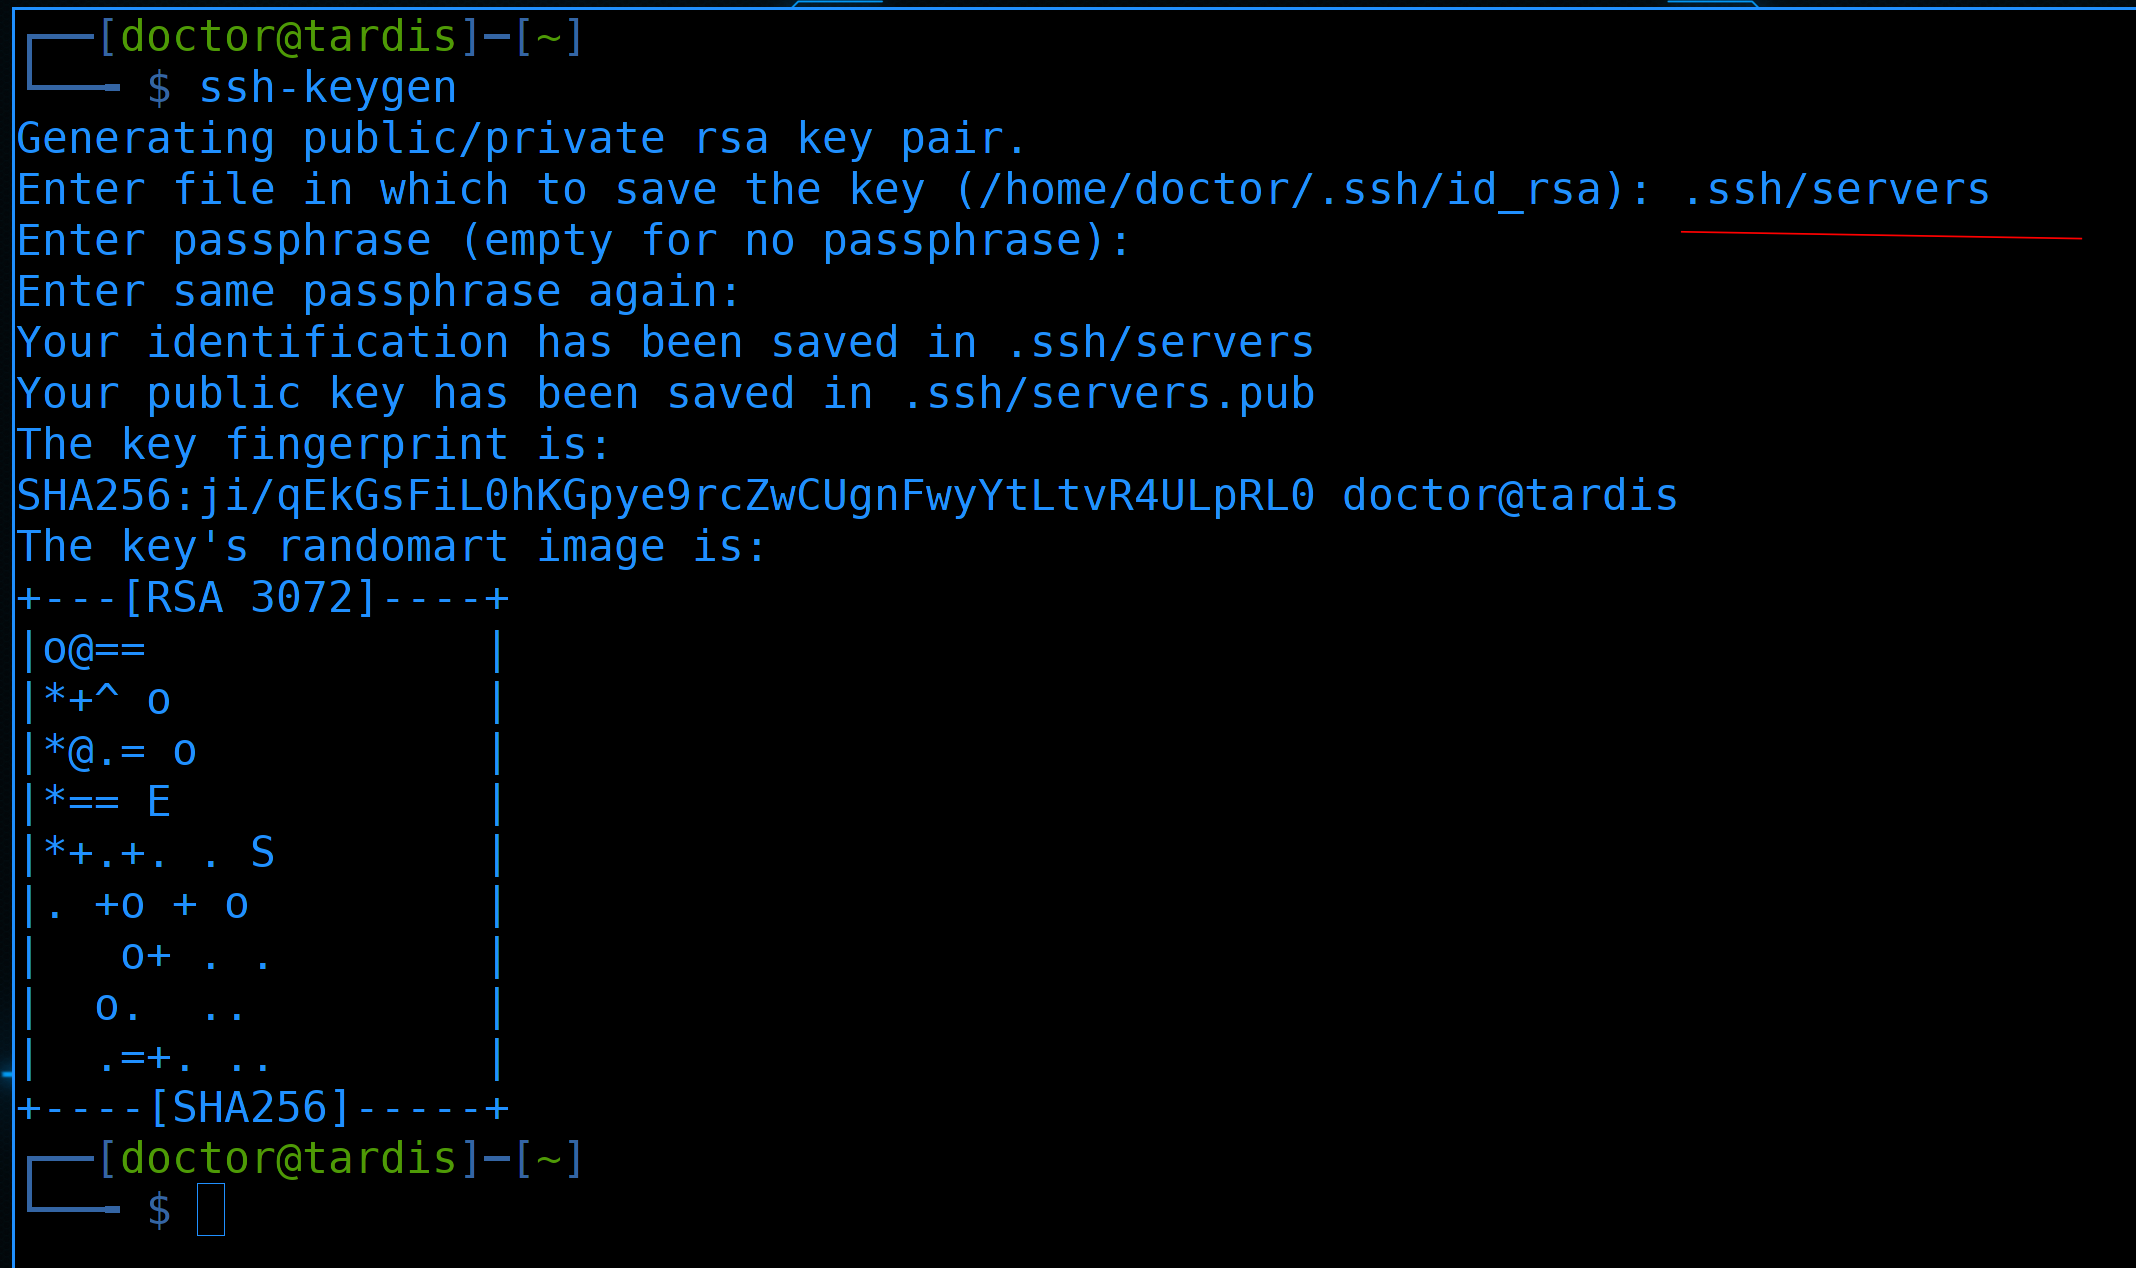 ┌──[doctor@tardis]─[~]
└──╼ $ ssh-keygen
Generating public/private rsa key pair.
Enter file in which to save the key (/home/doctor/.ssh/id_rsa): .ssh/servers
Enter passphrase (empty for no passphrase):
Enter same passphrase again:
Your identification has been saved in .ssh/servers
Your public key has been saved in .ssh/servers.pub
The key fingerprint is:
SHA256:ji/qEkGsFiL0hKGpye9rcZwCUgnFwyYtLtvR4ULpRL0 doctor@tardis
The key's randomart image is:
+---[RSA 3072]----+
|o@==             |
|*+^ o            |
|*@.= o           |
|*== E            |
|*+.+. . S        |
|. +o + o         |
|   o+ . .        |
|  o.  ..         |
|  .=+. ..        |
+----[SHA256]-----+
┌──[doctor@tardis]─[~]
└──╼ $